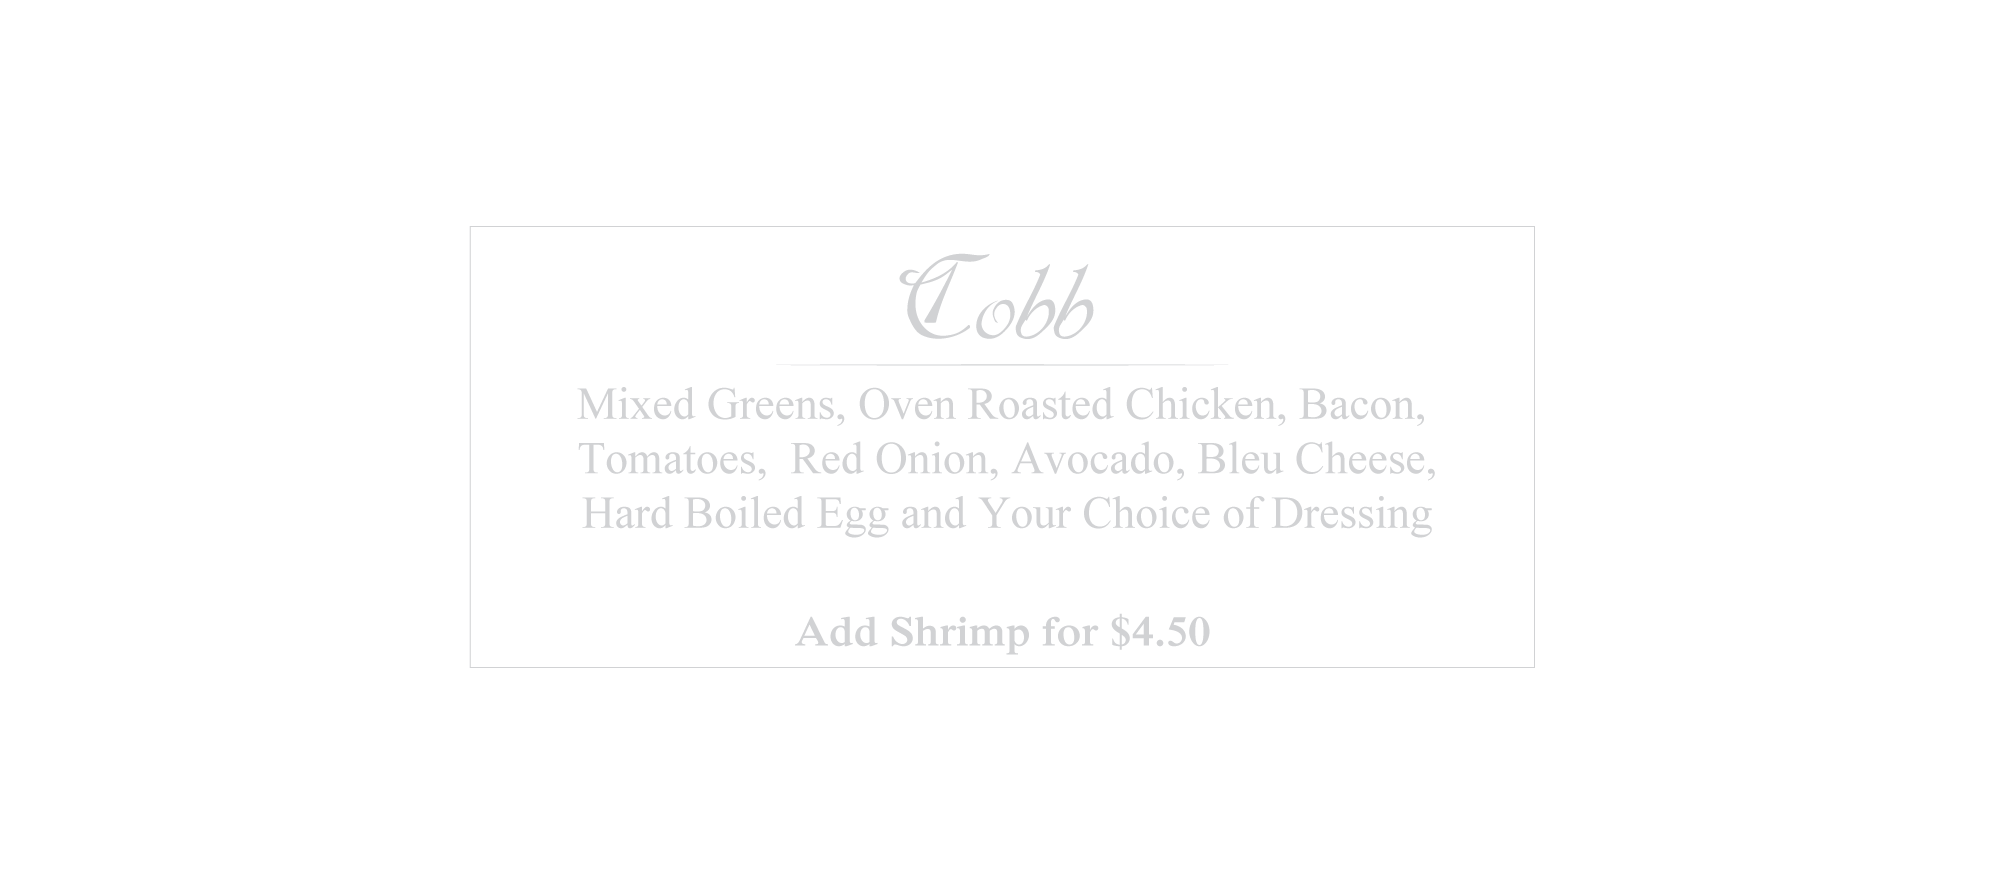 Cobb
Mixed Greens, Oven Roasted Chicken, Bacon,
Tomatoes,  Red Onion, Avocado, Bleu Cheese,
Hard Boiled Egg and Your Choice of Dressing
Add Shrimp for $4.50